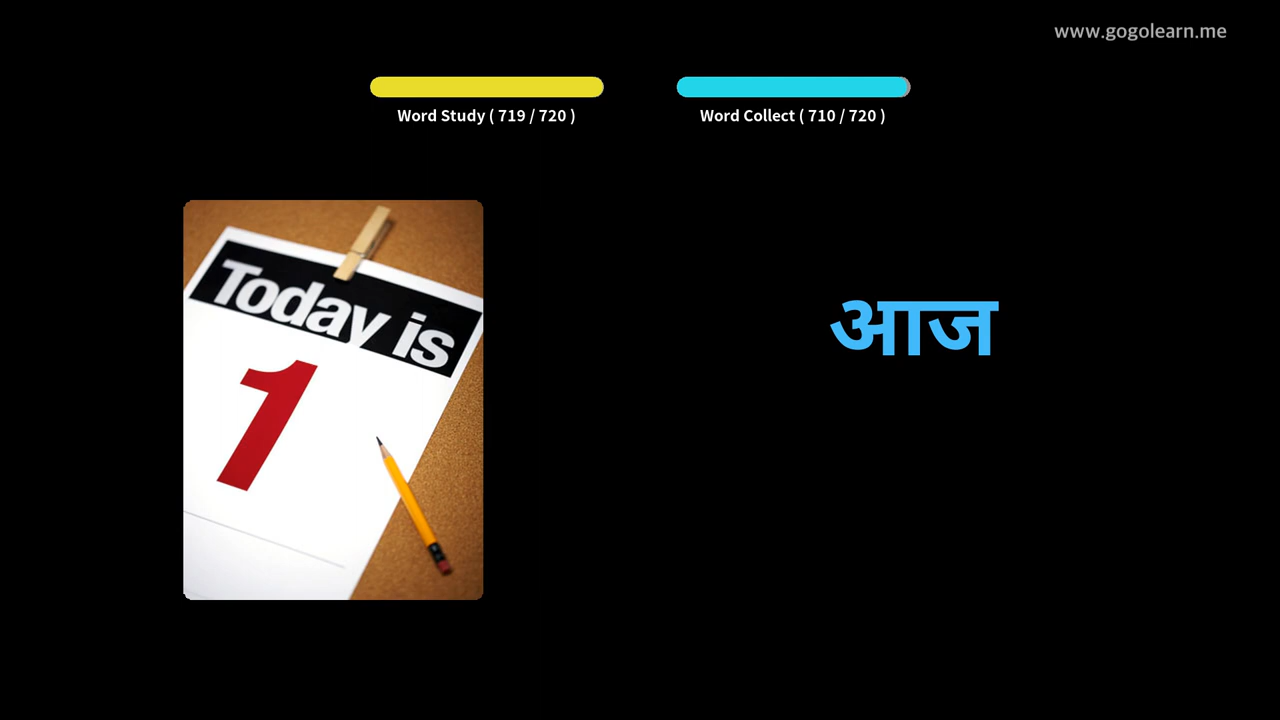 www.gogolearn.me
Word Study ( 719 / 720 )
Word Collect ( 710 / 720 )
Today is
1
आज